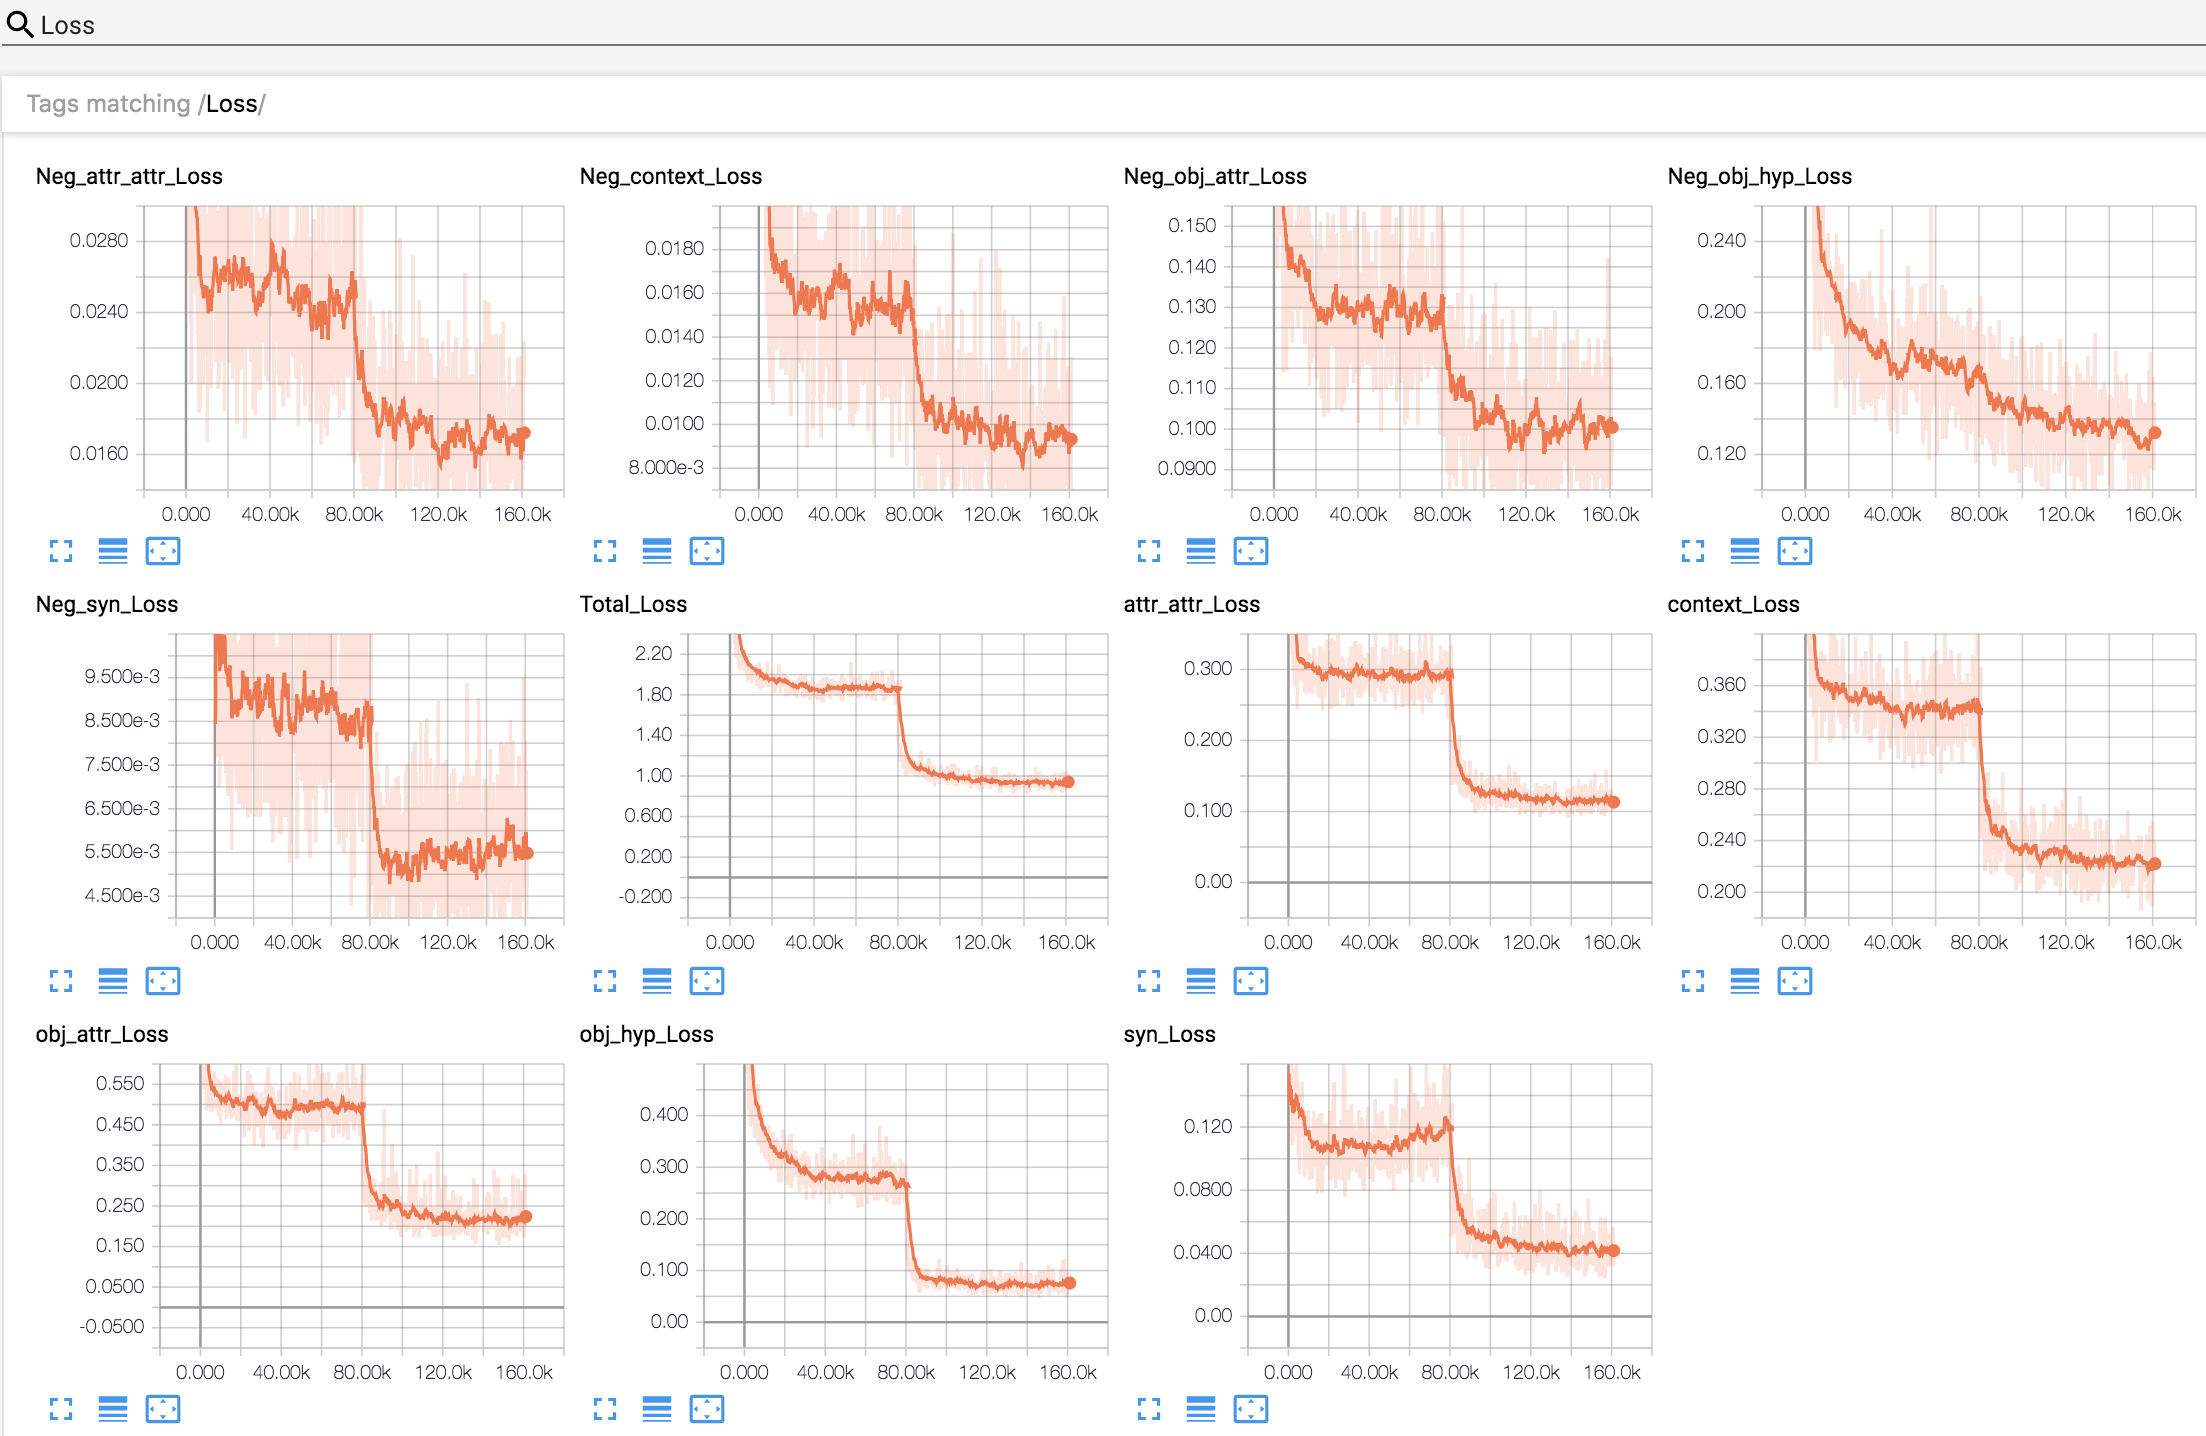 Loss
Tags matching /Loss/
Neg_attr_attr_Loss
0.0280
0.0240
0.0200
0.0160
0.000 40.00k 80.00k 120.0k 160.0k
Neg_context_Loss
0.0180
0.0160
0.0140
0.0120
0.0100
8.000e-3
0.000 40.00k 80.00k 120.0k 160.0k
Neg_obj_attr_Loss
0.150
0.140
0.130
0.120
0.110
0.100
0.0900
0.000 40.00k 80.00k 120.0k 160.0k
Neg_obj_hyp_Loss
0.240
0.200
0.160
0.120
0.000 40.00k 80.00k 120.0k 160.0k
Neg_syn_Loss
9.500e-3
8.500e-3
7.500e-3
6.500e-3
5.500e-3
4.500e-3
0.000 40.00k 80.00k 120.0k 160.0k
Total_Loss
2.20
1.80
1.40
1.00
0.600
0.200
-0.200
0.000 40.00k 80.00k 120.0k 160.0k
attr_attr_Loss
0.300
0.200
0.100
0.00
0.000 40.00k 80.00k 120.0k 160.0k
context_Loss
0.360
0.320
0.280
0.240
0.200
0.000 40.00k 80.00k 120.0k 160.0k
obj_attr_Loss
0.550
0.450
0.350
0.250
0.150
0.0500
-0.0500
0.000 40.00k 80.00k 120.0k 160.0k
obj_hyp_Loss
0.400
0.300
0.200
0.100
0.00
0.000 40.00k 80.00k 120.0k 160.0k
syn_Loss
0.120
0.0800
0.0400
0.00
0.000 40.00k 80.00k 120.0k 160.0k